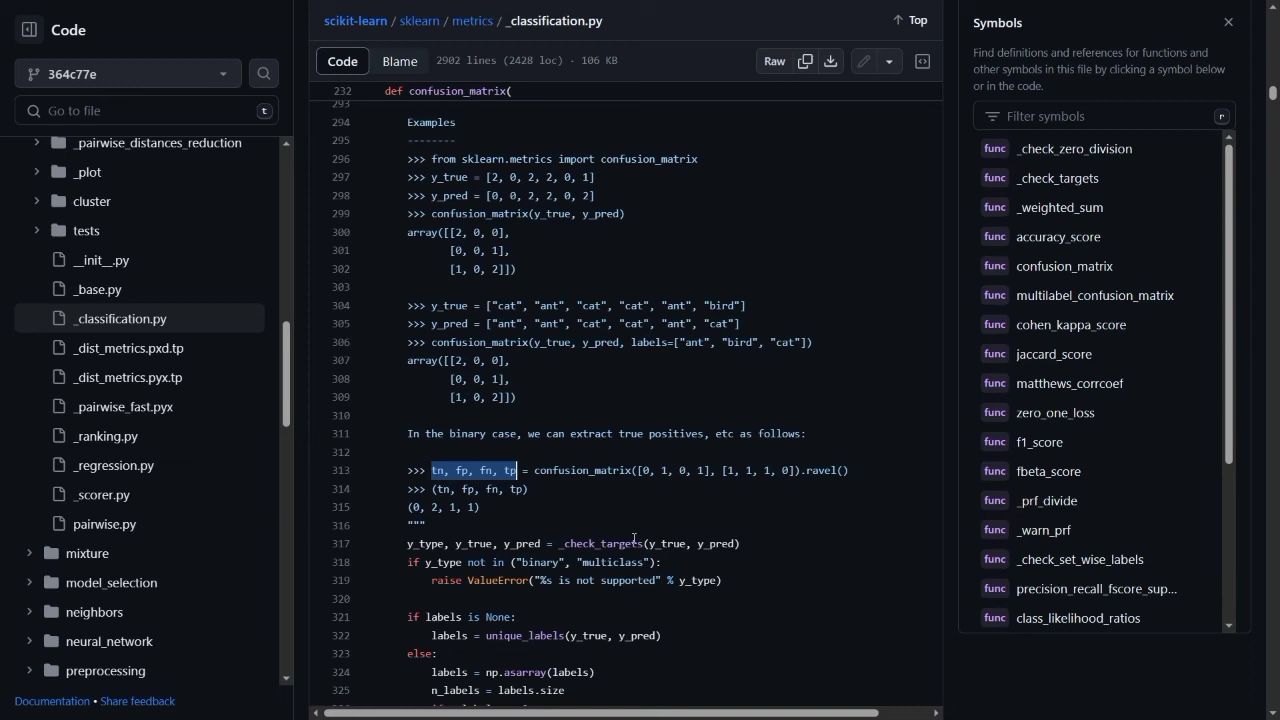 Code
364c77e
Go to file
t
_pairwise_distances_reduction
_plot
cluster
tests
__init__.py
_base.py
_classification.py
_dist_metrics.pxd.tp
_dist_metrics.pyx.tp
_pairwise_fast.pyx
_ranking.py
_regression.py
_scorer.py
pairwise.py
mixture
model_selection
neighbors
neural_network
preprocessing
Documentation • Share feedback
scikit-learn / sklearn / metrics / _classification.py
Top
Code
Blame
2902 lines (2428 loc) · 106 KB
Raw
232 def confusion_matrix(
293
294 Examples
295 --------
296 >>> from sklearn.metrics import confusion_matrix
297 >>> y_true = [2, 0, 2, 2, 0, 1]
298 >>> y_pred = [0, 0, 2, 2, 0, 2]
299 >>> confusion_matrix(y_true, y_pred)
300 array([[2, 0, 0],
301 [0, 0, 1],
302 [1, 0, 2]])
303
304 >>> y_true = ["cat", "ant", "cat", "cat", "ant", "bird"]
305 >>> y_pred = ["ant", "ant", "cat", "cat", "ant", "cat"]
306 >>> confusion_matrix(y_true, y_pred, labels=["ant", "bird", "cat"])
307 array([[2, 0, 0],
308 [0, 0, 1],
309 [1, 0, 2]])
310
311 In the binary case, we can extract true positives, etc as follows:
312
313 >>> tn, fp, fn, tp = confusion_matrix([0, 1, 0, 1], [1, 1, 1, 0]).ravel()
314 >>> (tn, fp, fn, tp)
315 (0, 2, 1, 1)
316 """
317 y_type, y_true, y_pred = _check_targets(y_true, y_pred)
318 if y_type not in ("binary", "multiclass"):
319 raise ValueError("%s is not supported" % y_type)
320
321 if labels is None:
322 labels = unique_labels(y_true, y_pred)
323 else:
324 labels = np.asarray(labels)
325 n_labels = labels.size
Symbols
Find definitions and references for functions and
other symbols in this file by clicking a symbol below
or in the code.
Filter symbols
r
func _check_zero_division
func _check_targets
func _weighted_sum
func accuracy_score
func confusion_matrix
func multilabel_confusion_matrix
func cohen_kappa_score
func jaccard_score
func matthews_corrcoef
func zero_one_loss
func f1_score
func fbeta_score
func _prf_divide
func _warn_prf
func _check_set_wise_labels
func precision_recall_fscore_sup...
func class_likelihood_ratios